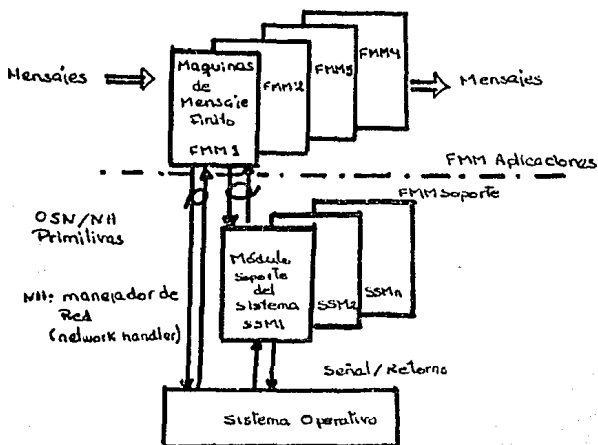 Mensajes
Maquinas
de
Mensaje
Finito
FMM1
FMM2
FMM3
FMM4
Mensajes
FMM Aplicaciones
FMM Soporte
OSN/NH
Primitivas
NH: manejador de
Red
(network handler)
Módulo
Soporte
del
Sistema
SSM1
SSM2
SSMn
Señal/Retorno
Sistema Operativo